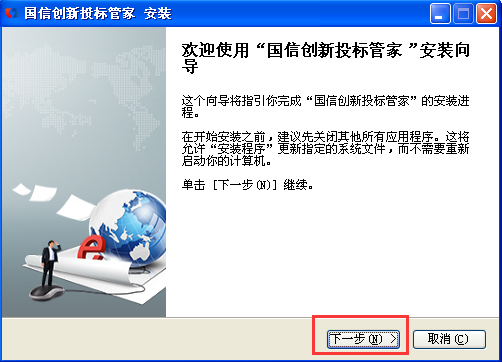 国信创新投标管家 安装
欢迎使用“国信创新投标管家 ”安装向
导
这个向导将指引你完成“国信创新投标管家”的安装进
程。
在开始安装之前，建议先关闭其他所有应用程序。这将
允许“安装程序”更新指定的系统文件，而不需要重新
启动你的计算机。
单击 [下一步(N)] 继续。
e
下一步(N) >
取消(C)